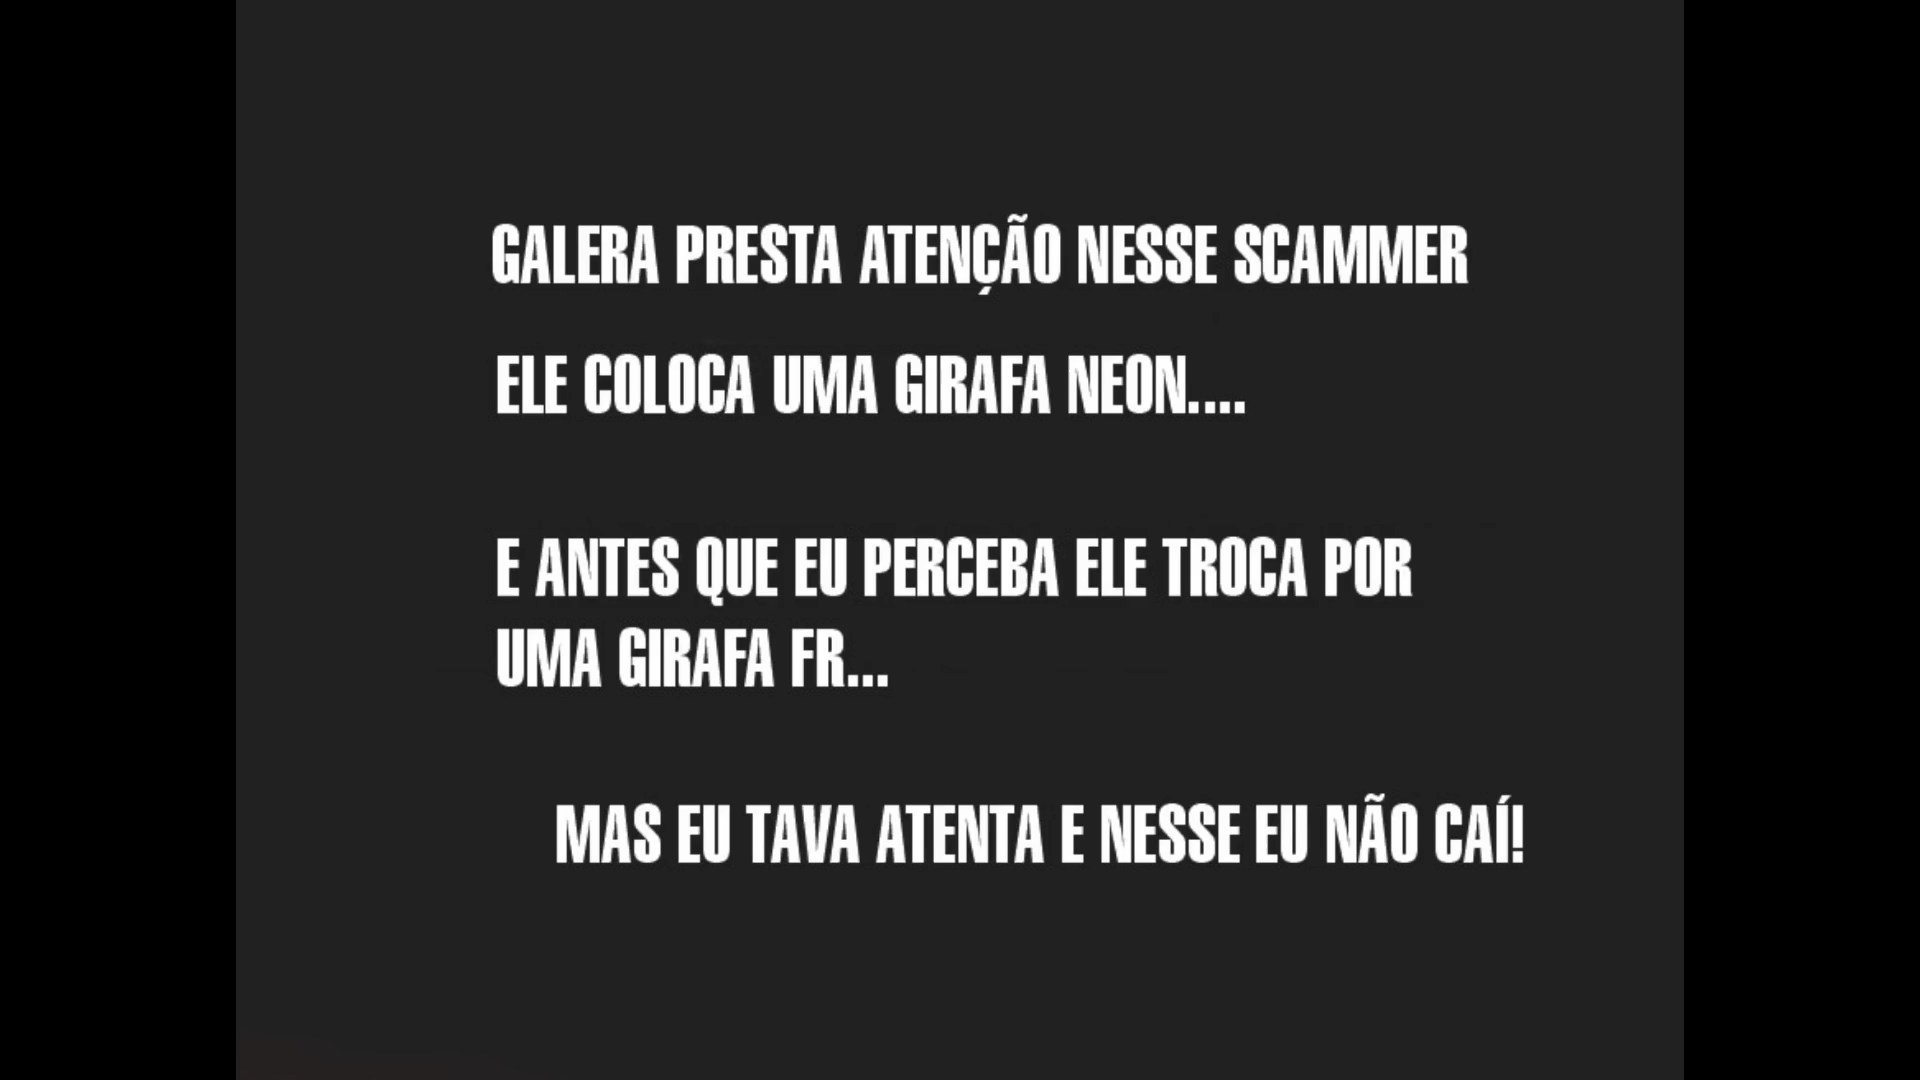 GALERA PRESTA ATENÇÃO NESSE SCAMMER
ELE COLOCA UMA GIRAFA NEON....
E ANTES QUE EU PERCEBA ELE TROCA POR
UMA GIRAFA FR...
MAS EU TAVA ATENTA E NESSE EU NÃO CAÍ!